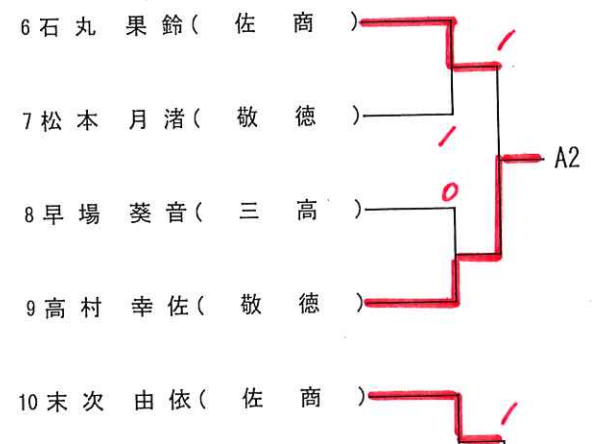 6 石丸 果鈴( 佐 商 )
1
7 松本 月渚( 敬 徳 )
1
A2
0
8 早場 葵音( 三 高 )
9 高村 幸佐( 敬 徳 )
10 末次 由依( 佐 商 )
1